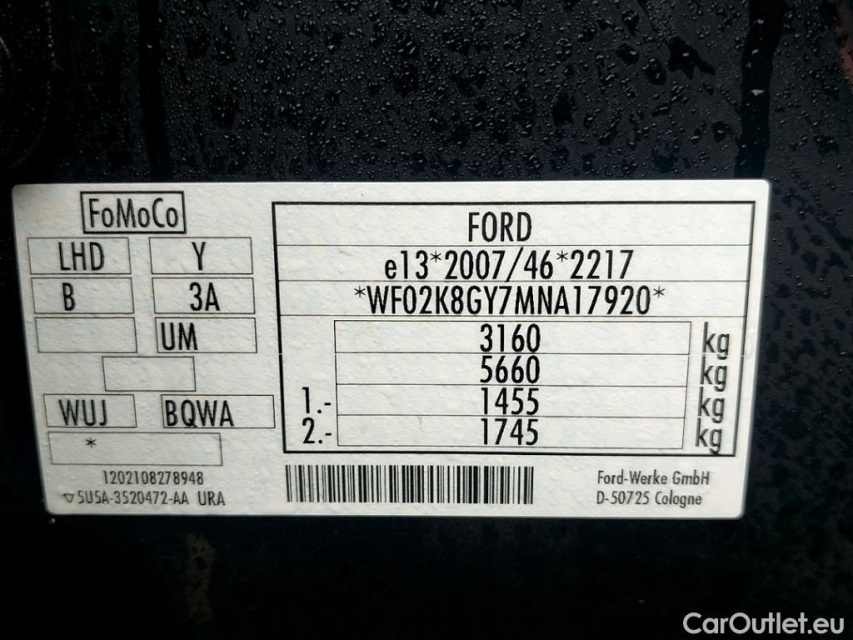 FoMoCo
LHD Y
B 3A
UM
WUJ BQWA
*
1202108278948
▽5U5A-3520472-AA URA
FORD
e13*2007/46*2217
*WF02K8GY7MNA17920*
3160 kg
5660 kg
1.- 1455 kg
2.- 1745 kg
Ford-Werke GmbH
D-50725 Cologne
CarOutlet.eu